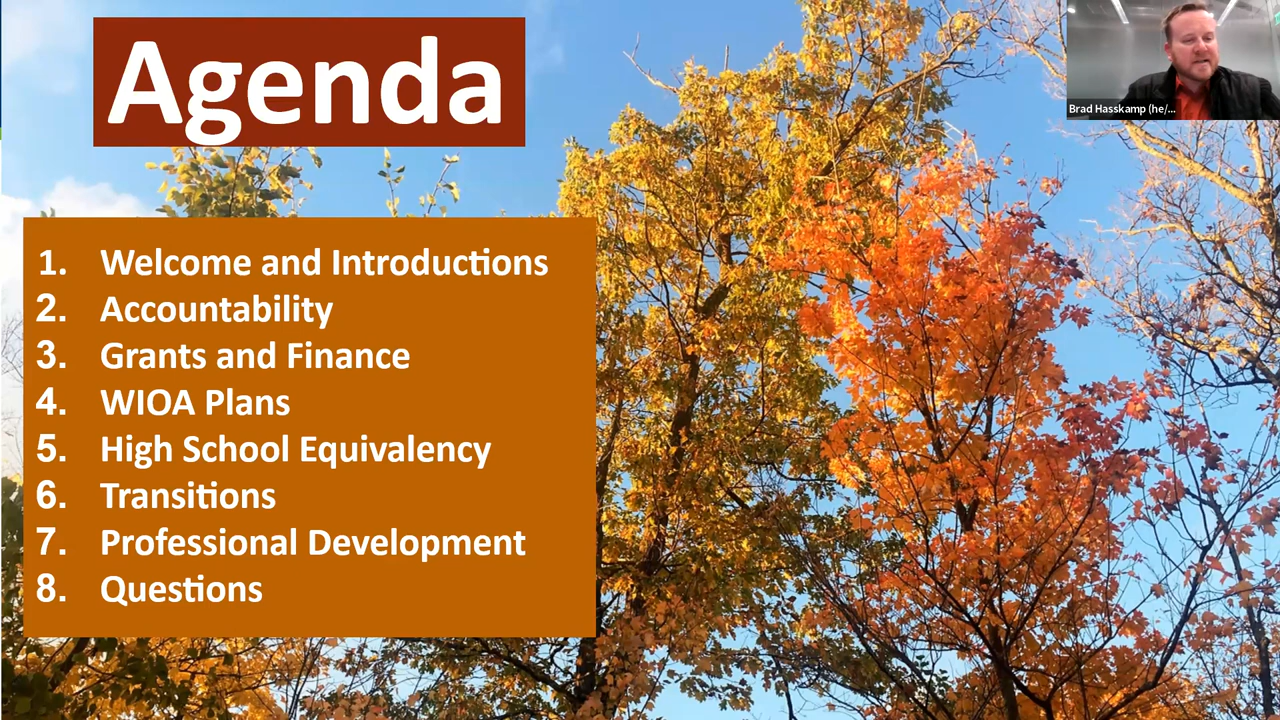 Agenda
Brad Hasskamp (he/...
1. Welcome and Introductions
2. Accountability
3. Grants and Finance
4. WIOA Plans
5. High School Equivalency
6. Transitions
7. Professional Development
8. Questions